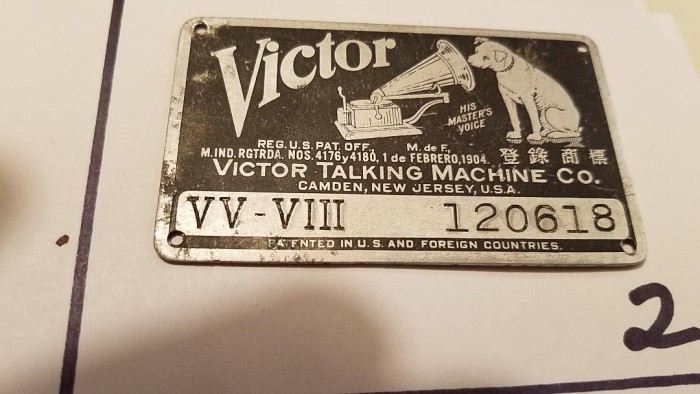 Victor
HIS
MASTER'S
VOICE
REG. U.S. PAT. OFF. M. de F.
M. IND. RGTRDA. NOS. 4176 y 4180, 1 de FEBRERO, 1904. 登錄商標
VICTOR TALKING MACHINE CO.
CAMDEN, NEW JERSEY, U.S.A.
VV-VIII 120618
PATENTED IN U.S. AND FOREIGN COUNTRIES.
2